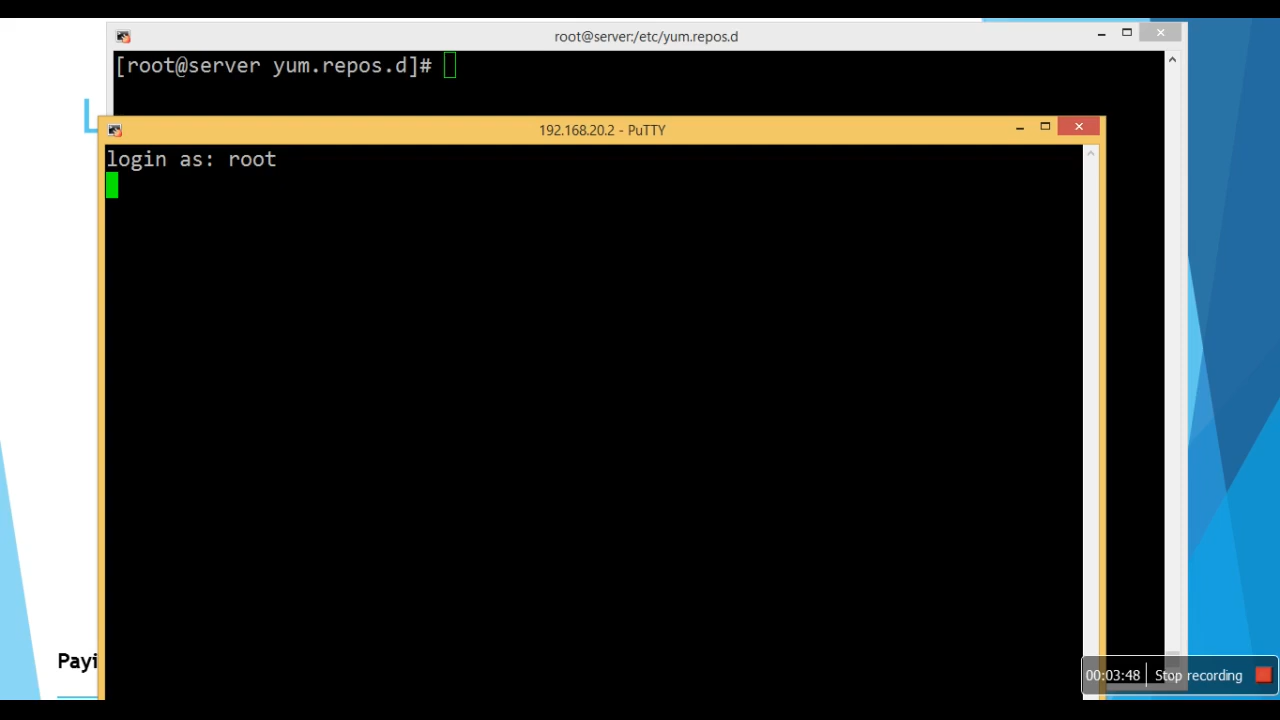 root@server:/etc/yum.repos.d
[root@server yum.repos.d]#
L
192.168.20.2 - PuTTY
login as: root
Payi
00:03:48 Stop recording